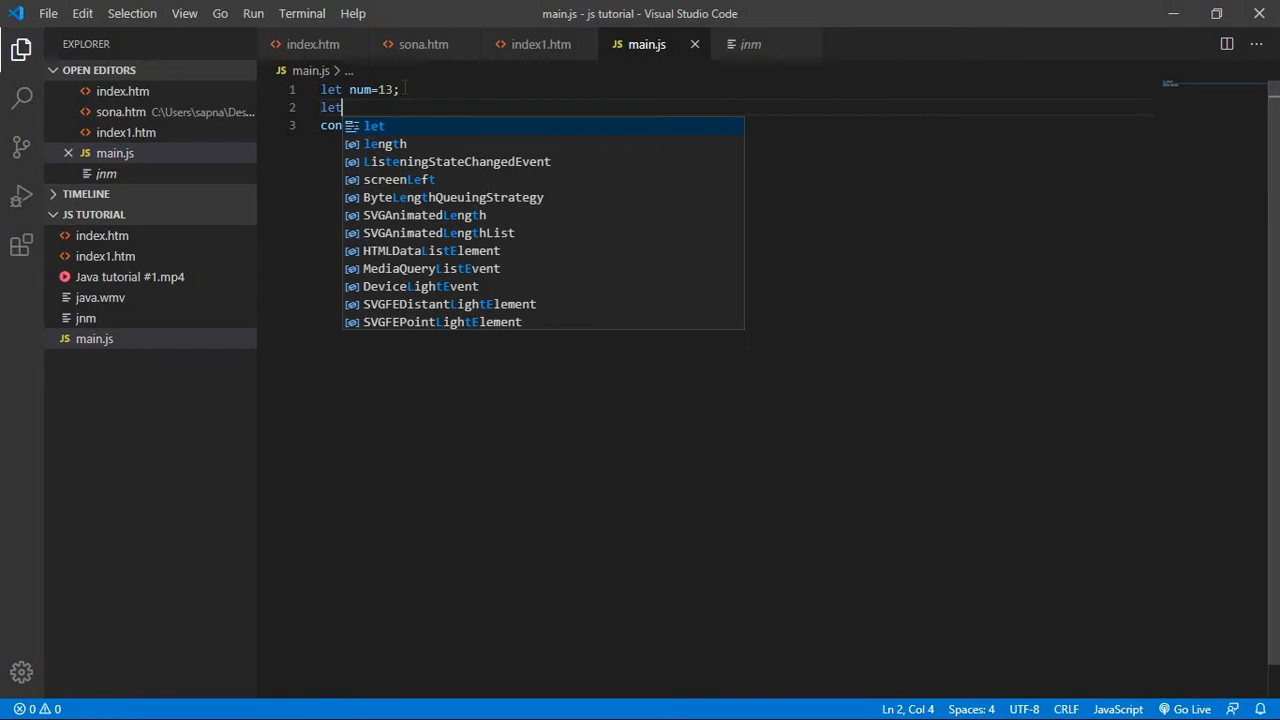 File Edit Selection View Go Run Terminal Help
main.js - js tutorial - Visual Studio Code
EXPLORER
index.htm
sona.htm
index1.htm
JS main.js
jnm
OPEN EDITORS
index.htm
sona.htm C:\Users\sapna\Des...
index1.htm
JS main.js
jnm
TIMELINE
JS TUTORIAL
index.htm
index1.htm
Java tutorial #1.mp4
java.wmv
jnm
JS main.js
JS main.js > ...
1 let num=13;
2 let
3 con
let
length
ListeningStateChangedEvent
screenLeft
ByteLengthQueuingStrategy
SVGAnimatedLength
SVGAnimatedLengthList
HTMLDataListElement
MediaQueryListEvent
DeviceLightEvent
SVGFEDistantLightElement
SVGFEPointLightElement
0 0
Ln 2, Col 4 Spaces: 4 UTF-8 CRLF JavaScript Go Live